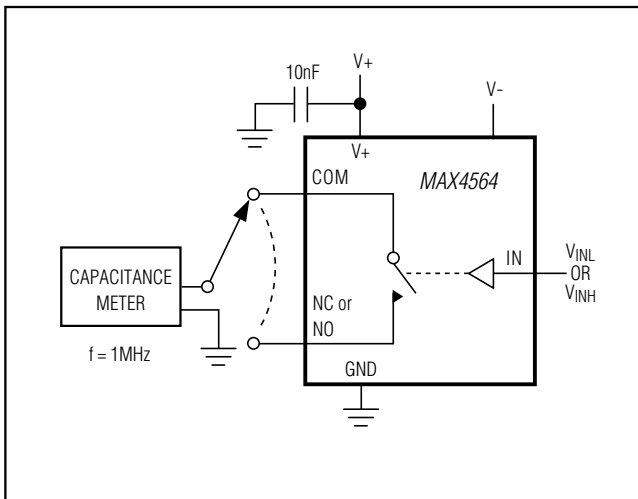 10nF
V+
V-
V+
COM
MAX4564
CAPACITANCE
METER
f = 1MHz
IN
VINL
OR
VINH
NC or
NO
GND